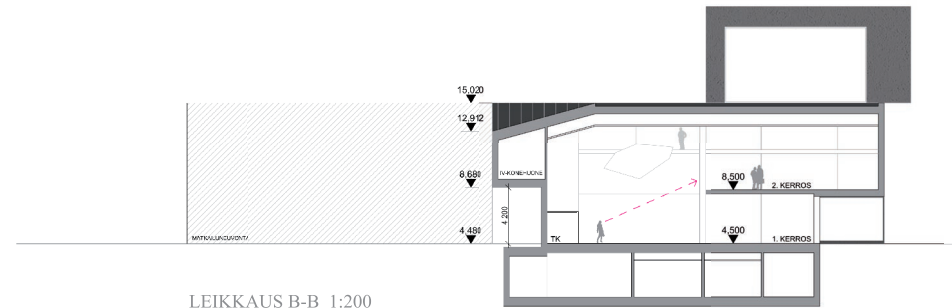 15,020
12,912
8,680
IV-KONEHUONE
8,500
2. KERROS
4 200
4,480
MATKAILUNEUVONTA
TK
4,500
1. KERROS
LEIKKAUS B-B 1:200